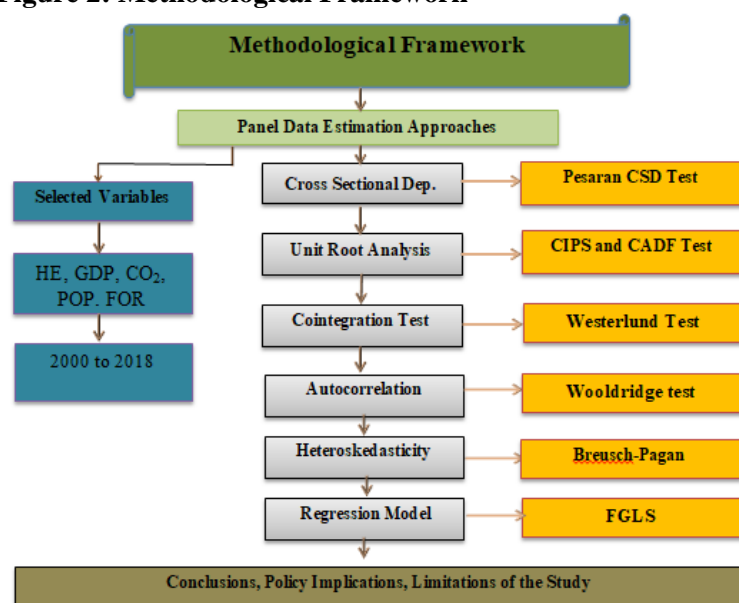 Figure 2: Methodological Framework
Methodological Framework
Panel Data Estimation Approaches
Selected Variables
HE, GDP, CO₂,
POP. FOR
2000 to 2018
Cross Sectional Dep.
Pesaran CSD Test
Unit Root Analysis
CIPS and CADF Test
Cointegration Test
Westerlund Test
Autocorrelation
Wooldridge test
Heteroskedasticity
Breusch-Pagan
Regression Model
FGLS
Conclusions, Policy Implications, Limitations of the Study